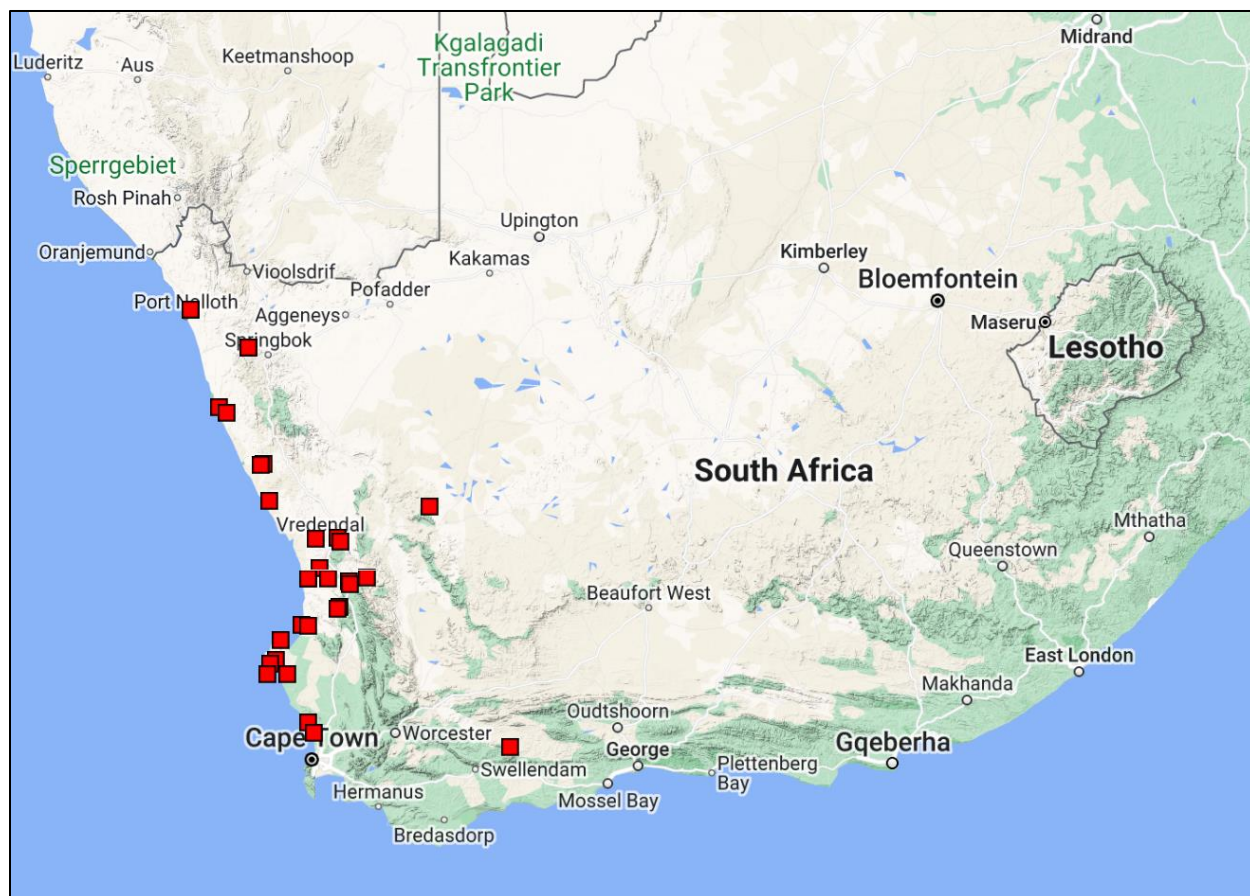 Midrand
Kgalagadi
Transfrontier
Park
Keetmanshoop
Luderitz
Aus
Sperrgebiet
Rosh Pinah
Upington
Oranjemund
Vioolsdrif
Kakamas
Kimberley
Bloemfontein
Pofadder
Port Nolloth
Aggeneys
Maseru
Springbok
Lesotho
South Africa
Vredendal
Mthatha
Queenstown
Beaufort West
East London
Makhanda
Oudtshoorn
Cape Town
Worcester
George
Gqeberha
Plettenberg
Bay
Swellendam
Hermanus
Mossel Bay
Bredasdorp